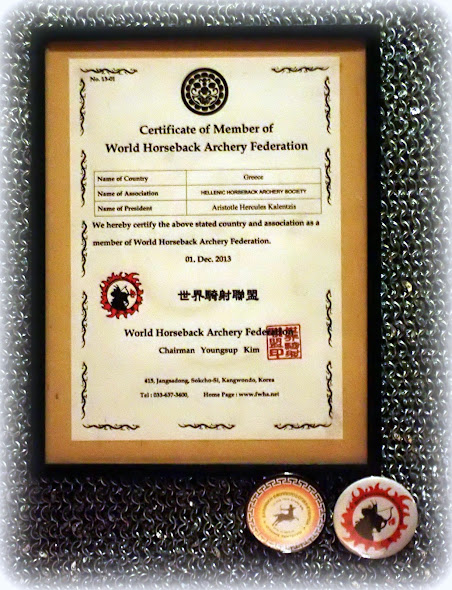 No. 13-01
Certificate of Member of
World Horseback Archery Federation
Name of Country Greece
Name of Association HELLENIC HORSEBACK ARCHERY SOCIETY
Name of President Aristotle Hercules Kalentzis
We hereby certify the above stated country and association as a
member of World Horseback Archery Federation.
01. Dec. 2013
世界騎射聯盟
World Horseback Archery Federation
Chairman Youngsup Kim
415, Jangsadong, Sokcho-Si, Kangwondo, Korea
Tel : 033-637-3600, Home Page : www.iwha.net